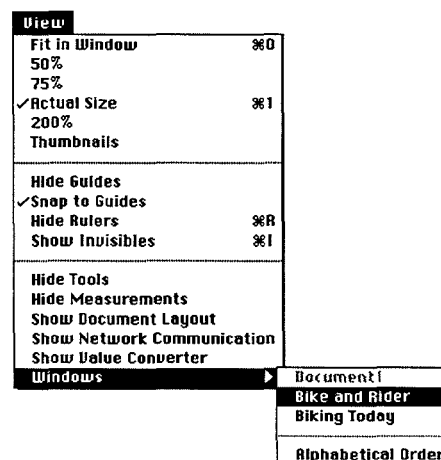 View
Fit in Window ⌘0
50%
75%
✓Actual Size ⌘1
200%
Thumbnails
Hide Guides
✓Snap to Guides
Hide Rulers ⌘R
Show Invisibles ⌘I
Hide Tools
Hide Measurements
Show Document Layout
Show Network Communication
Show Value Converter
Windows
Document1
Bike and Rider
Biking Today
Alphabetical Order